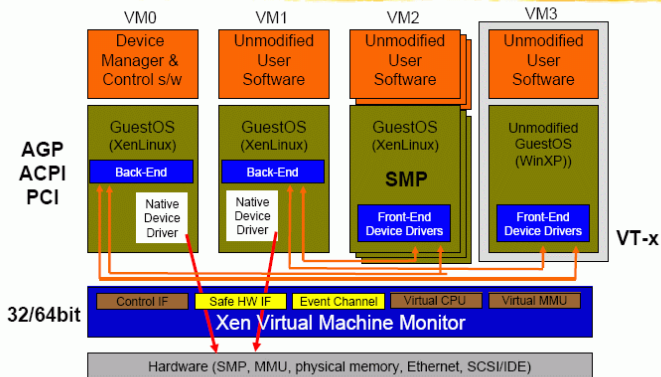 VM0
VM1
VM2
VM3
Device
Manager &
Control s/w
Unmodified
User
Software
Unmodified
User
Software
Unmodified
User
Software
AGP
ACPI
PCI
GuestOS
(XenLinux)
Back-End
Native
Device
Driver
GuestOS
(XenLinux)
Back-End
Native
Device
Driver
GuestOS
(XenLinux)
SMP
Front-End
Device Drivers
Unmodified
GuestOS
(WinXP))
Front-End
Device Drivers
VT-x
32/64bit
Control IF
Safe HW IF
Event Channel
Virtual CPU
Virtual MMU
Xen Virtual Machine Monitor
Hardware (SMP, MMU, physical memory, Ethernet, SCSI/IDE)